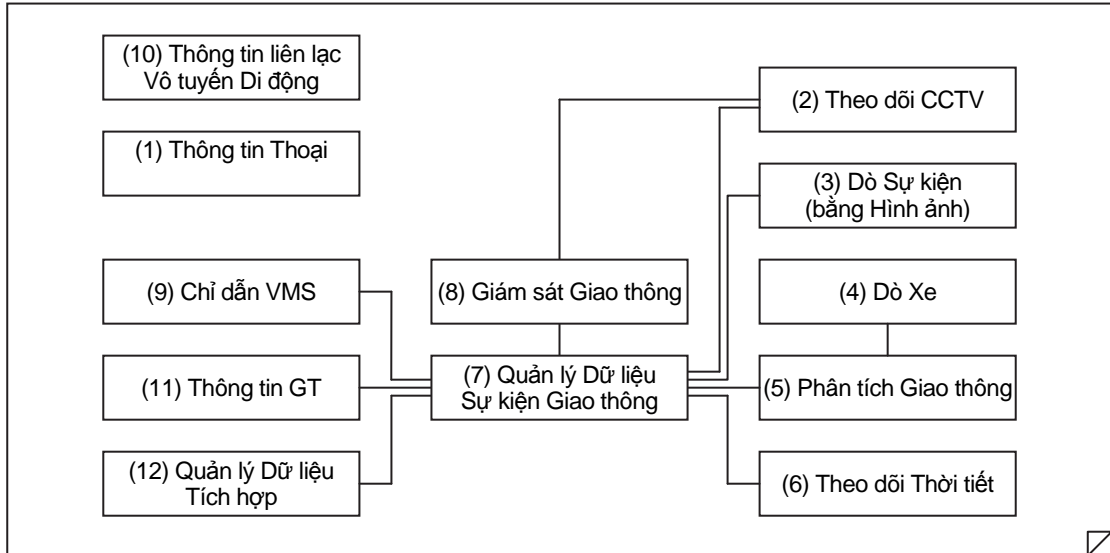 (10) Thông tin liên lạc
Vô tuyến Di động
(2) Theo dõi CCTV
(1) Thông tin Thoại
(3) Dò Sự kiện
(bằng Hình ảnh)
(9) Chỉ dẫn VMS
(8) Giám sát Giao thông
(4) Dò Xe
(11) Thông tin GT
(7) Quản lý Dữ liệu
Sự kiện Giao thông
(5) Phân tích Giao thông
(12) Quản lý Dữ liệu
Tích hợp
(6) Theo dõi Thời tiết